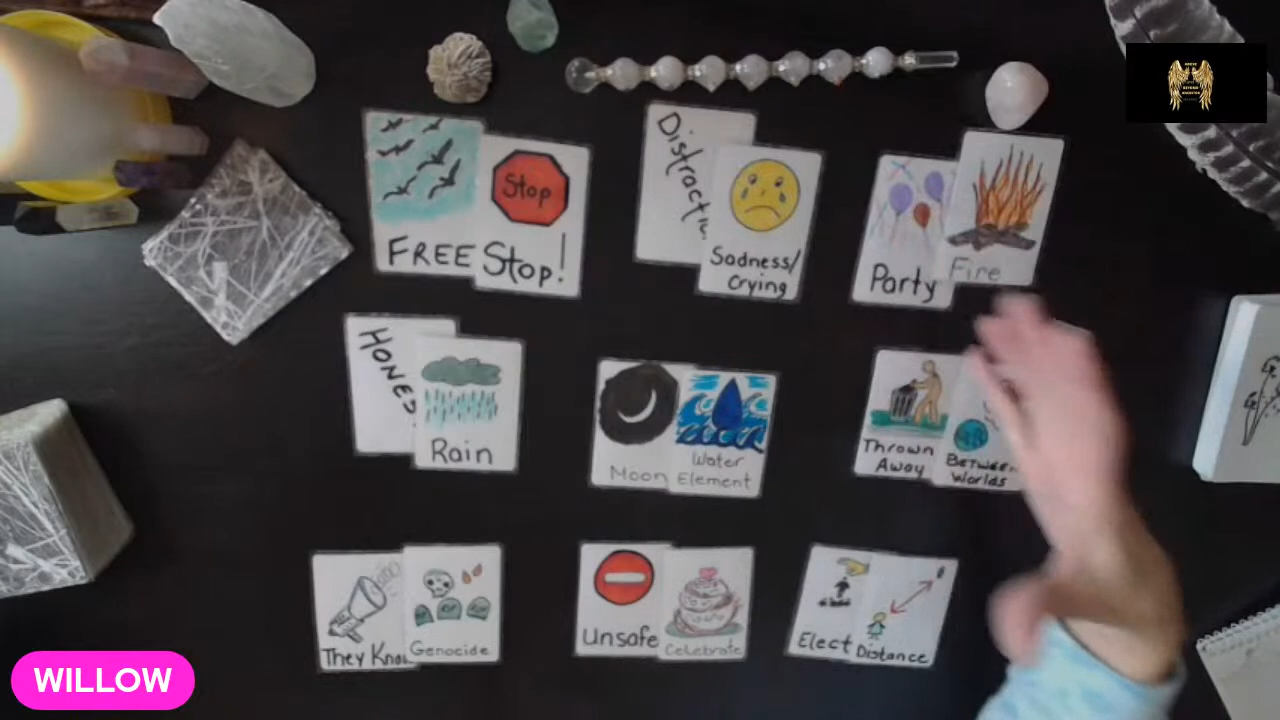 Stop
FREE
Stop!
Sadness/
Crying
Party
Fire
Rain
Moon
Water
Element
Thrown
Away
Worlds
RIP
Genocide
Unsafe
Celebrate
Elect
Distance
WILLOW